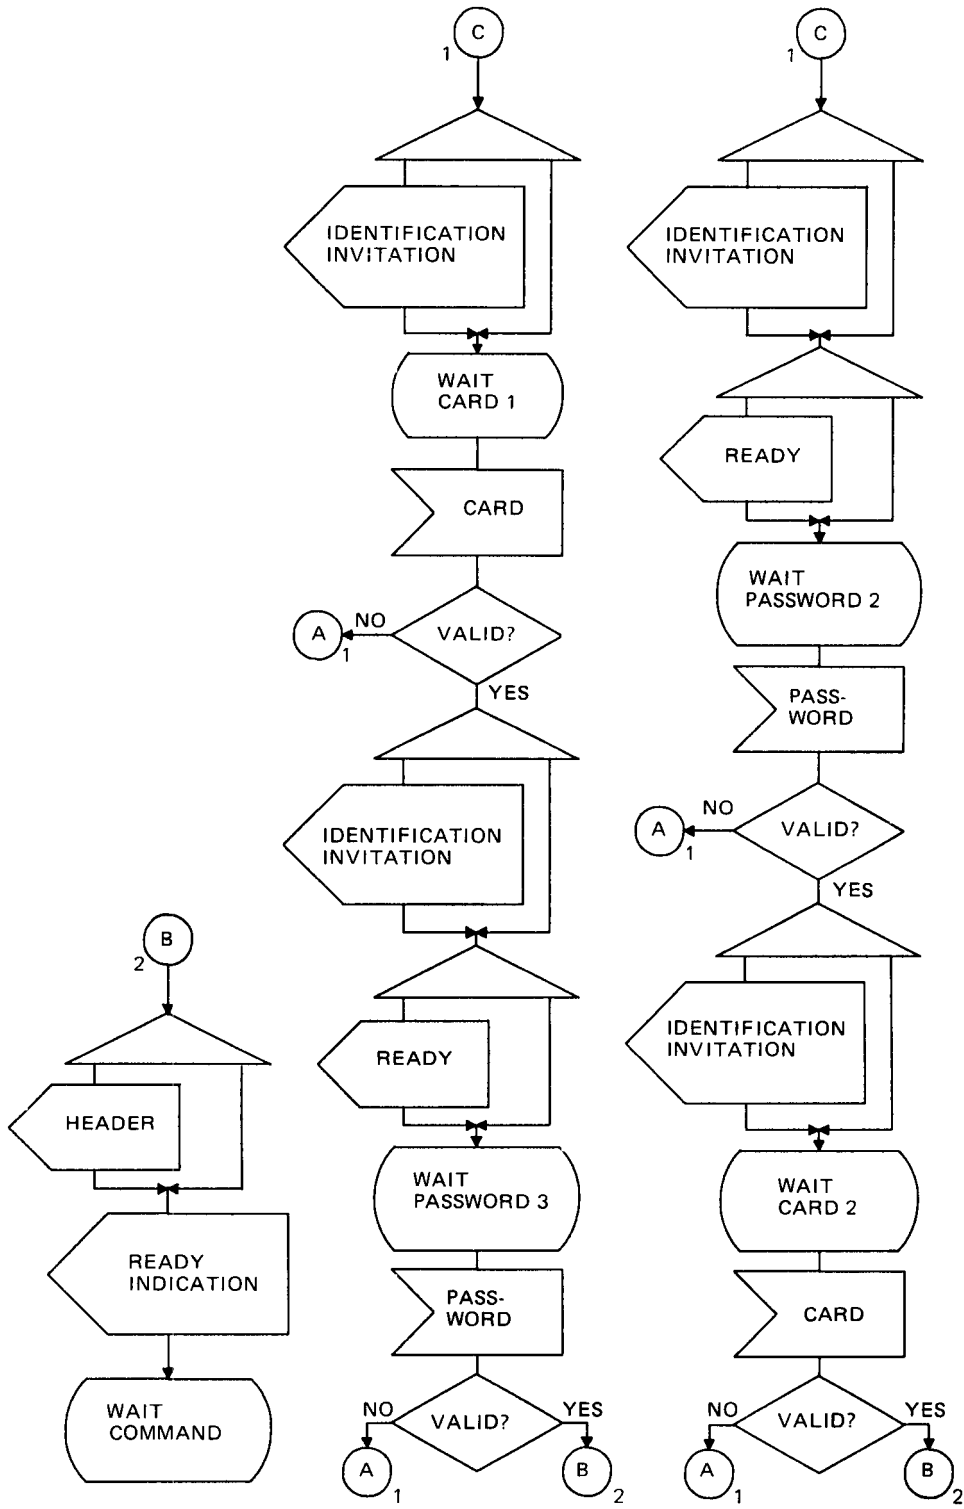 C
1
IDENTIFICATION
INVITATION
WAIT
CARD 1
CARD
VALID?
NO
A
1
YES
IDENTIFICATION
INVITATION
READY
WAIT
PASSWORD 3
PASS-
WORD
VALID?
NO
YES
A
1
B
2
C
1
IDENTIFICATION
INVITATION
READY
WAIT
PASSWORD 2
PASS-
WORD
VALID?
NO
A
1
YES
IDENTIFICATION
INVITATION
WAIT
CARD 2
CARD
VALID?
NO
YES
A
1
B
2
B
2
HEADER
READY
INDICATION
WAIT
COMMAND